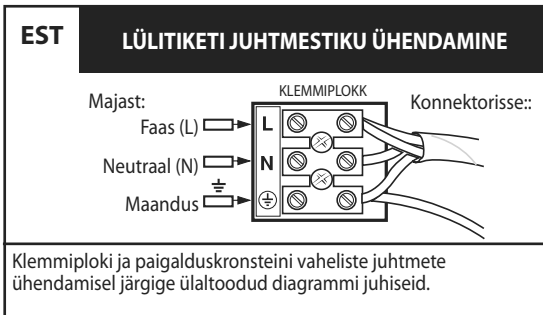 EST
LÜLITIKETI JUHTMESTIKU ÜHENDAMINE
KLEMMIPLOKK
Majast:
Konnektorisse::
Faas (L)
L
Neutraal (N)
N
Maandus
Klemmiploki ja paigalduskronsteini vaheliste juhtmete
ühendamisel järgige ülaltoodud diagrammi juhiseid.